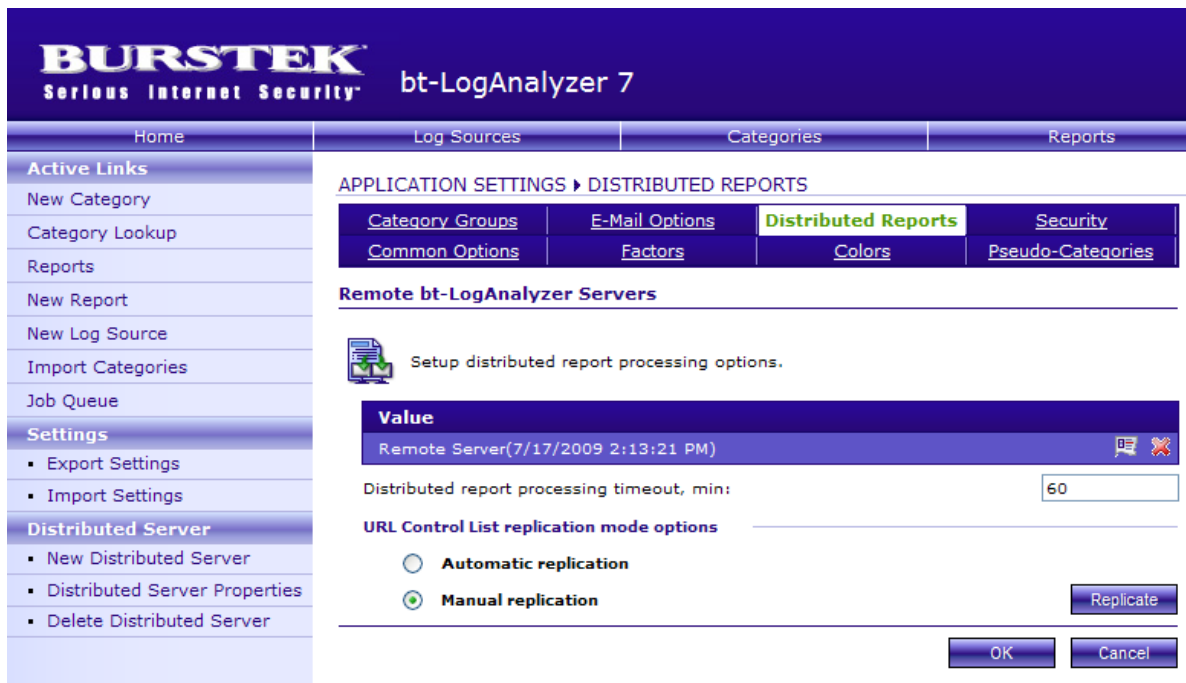 BURSTEK
Serious Internet Security™
bt-LogAnalyzer 7
Home
Log Sources
Categories
Reports
Active Links
New Category
Category Lookup
Reports
New Report
New Log Source
Import Categories
Job Queue
Settings
▪ Export Settings
▪ Import Settings
Distributed Server
▪ New Distributed Server
▪ Distributed Server Properties
▪ Delete Distributed Server
APPLICATION SETTINGS ▸ DISTRIBUTED REPORTS
Category Groups
E-Mail Options
Distributed Reports
Security
Common Options
Factors
Colors
Pseudo-Categories
Remote bt-LogAnalyzer Servers
Setup distributed report processing options.
Value
Remote Server(7/17/2009 2:13:21 PM)
Distributed report processing timeout, min:
60
URL Control List replication mode options
Automatic replication
Manual replication
Replicate
OK
Cancel